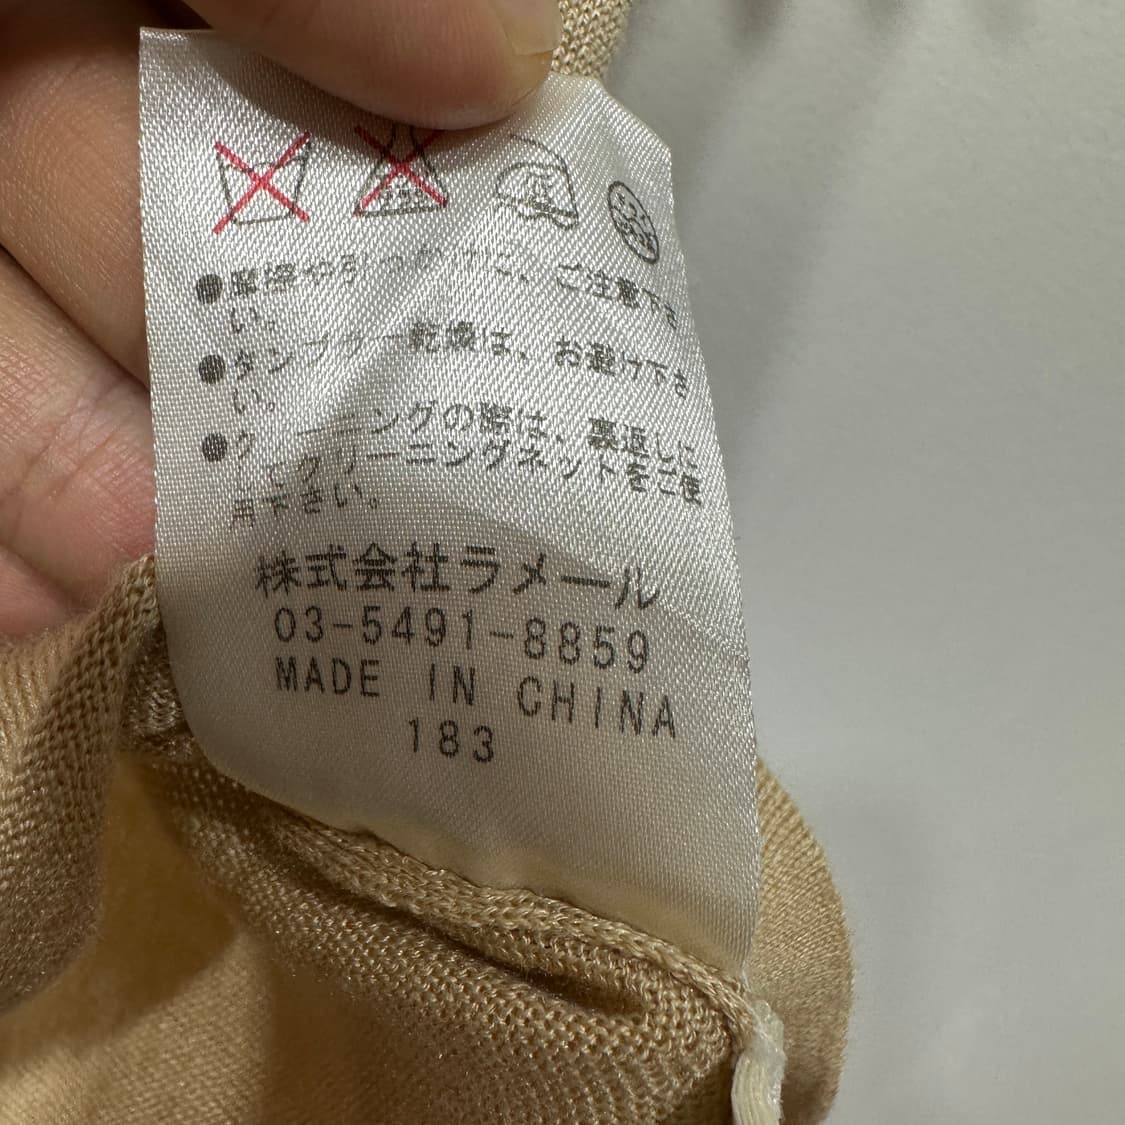 ●摩擦や引っかけに、ご注意下さ
い。
●タンブラー乾燥は、お避け下さ
い。
●クリーニングの際は、裏返しに
してクリーニングネットをご使
用下さい。
株式会社ラメール
03-5491-8859
MADE IN CHINA
183